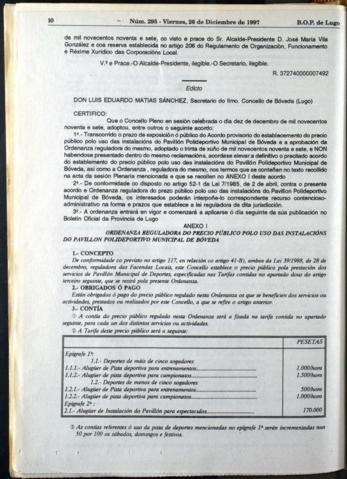 10
Núm. 295 - Viernes, 26 de Diciembre de 1997
B.O.P. de Lugo
de mil novecentos noventa e sete, co visto e prace do Sr. Alcalde-Presidente D. José María Vila
González e coa reserva establecida no artigo 206 do Regulamento de Organización, Funcionamento
e Réxime Xurídico das Corporacións Local.
V.º e Prace.-O Alcalde-Presidente, ilegible.-O Secretario, ilegible.
R. 372740000007492
Edicto
DON LUIS EDUARDO MATIAS SÁNCHEZ, Secretario do Ilmo. Concello de Bóveda (Lugo)
CERTIFICO:
Que o Concello Pleno en sesión celebrada o día dez de decembro de mil novecentos
noventa e sete, adoptou, entre outros o seguinte acordo:
1º.- Transcorrido o prazo de exposición ó público do Acordo provisorio do establecemento do precio
público polo uso das instalacións do Pavillón Polideportivo Municipal de Bóveda e a aprobación da
Ordenanza reguladora do mesmo, adoptado o trinta de xuño de mil novecentos noventa e sete, e NON
habendose presentado dentro do mesmo reclamacións, acordase elevar a definitivo o precitado acordo
do establecemento do precio público polo uso das instalacións do Pavillón Polideportivo Municipal de
Bóveda, así como a Ordenanza , reguladora do mesmo, nos termos que se conteñen no texto recollido
na acta da sesión Plenaria mencionada e que se recollen no ANEXO I deste acordo
2º.- De conformidade co disposto no artigo 52-1 da Lei 7/1985, de 2 de abril, contra o presente
acordo e Ordenanza reguladora do prezo público polo uso das instalacións do Pavillon Polideportivo
Municipal de Bóveda, os interesados poderán interpoñe-lo correspondente recurso contencioso-
administrativo na forma e prazos que establece a lei reguladora de dita xurisdicción.
3º.- A ordenanza entrará en vigor e comenzará a aplicarse ó día seguinte da súa publicación no
Boletín Oficial da Provincia de Lugo
ANEXO I
ORDENANZA REGULADORA DO PRECIO PÚBLICO POLO USO DAS INSTALACIÓNS
DO PAVILLON POLIDEPORTIVO MUNICIPAL DE BÓVEDA
1.- CONCEPTO
De conformidade co previsto no artigo 117, en relación co artigo 41-B), ambos da Lei 39/1988, de 28 de
decembro, reguladora das Facendas Locais, este Concello establece o precio público pola prestación dos
servicios de Pavillón Municipal de Deportes, especificadas nas Tarifas contidas no apartado dous do artigo
terceiro seguinte, que se rexirá pola presente Ordenanza.
2.- OBRIGADOS Ó PAGO
Están obrigados ó pago do precio público regulado nesta Ordenanza os que se beneficien dos servicios ou
actividades, prestados ou realizados por este Concello, a que se refire o artigo anterior.
3.- CONTÍA
① A contía do precio público regulado nesta Ordenanza será a fixada na tarifa contida no apartado
seguinte, para cada un dos distintos servicios ou actividades.
② A Tarifa deste precio público será a seguinte:
PESETAS
Epígrafe 1º:
1.1.- Deportes de máis de cinco xogadores
1.1.1.- Aluguer de Pista deportiva para entrenamentos 1.000/hora
1.1.2.- Aluguer de pista deportiva para campionatos 1.500/hora
1.2.- Deportes de menos de cinco xogadores
1.2.1.- Aluguer de Pista deportiva para entrenamentos 500/hora
1.2.2.- Aluguer de pista deportiva para campionatos 1.000/hora
Epígrafe 2º :
2.1.- Aluguer de Instalación do Pavillón para espectaculos 170.000
③ As contías referentes ó uso da pista de deportes mencionadas no epígrafe 1º serán incrementadas nun
50 por 100 os sábados, domingos e festivos.